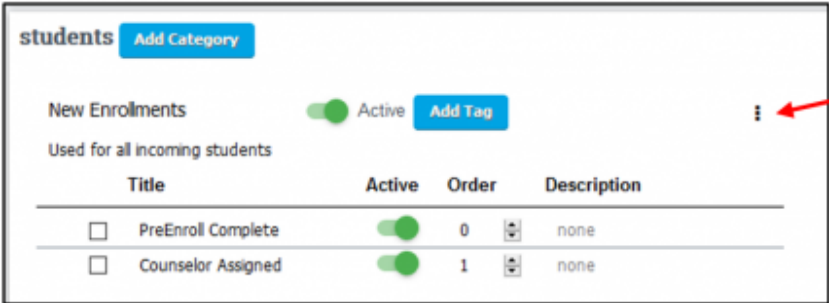 students Add Category
New Enrollments Active Add Tag
Used for all incoming students
Title Active Order Description
PreEnroll Complete 0 none
Counselor Assigned 1 none